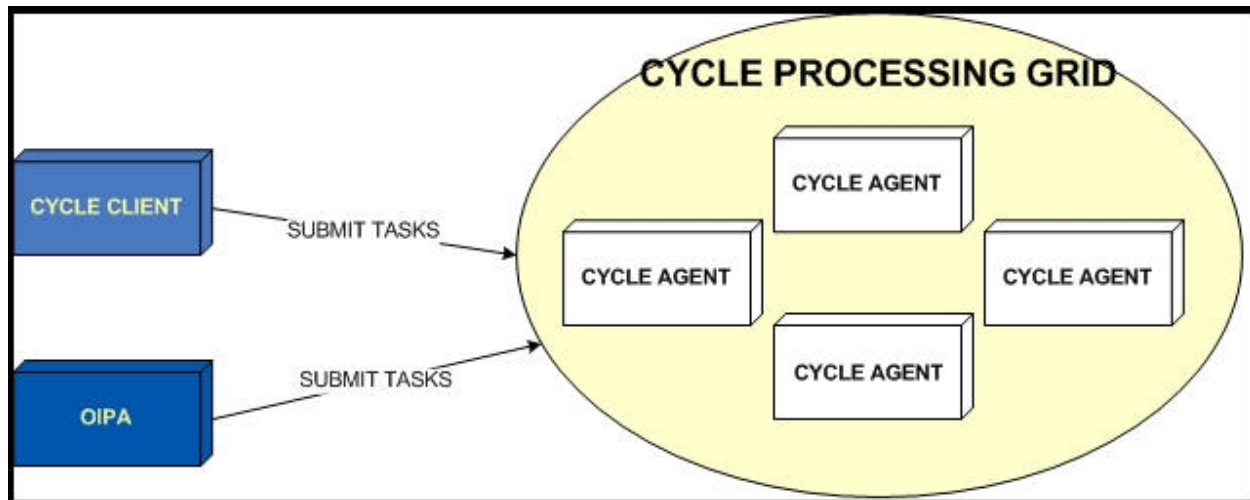 CYCLE PROCESSING GRID
CYCLE AGENT
CYCLE CLIENT
SUBMIT TASKS
CYCLE AGENT
CYCLE AGENT
CYCLE AGENT
SUBMIT TASKS
OIPA